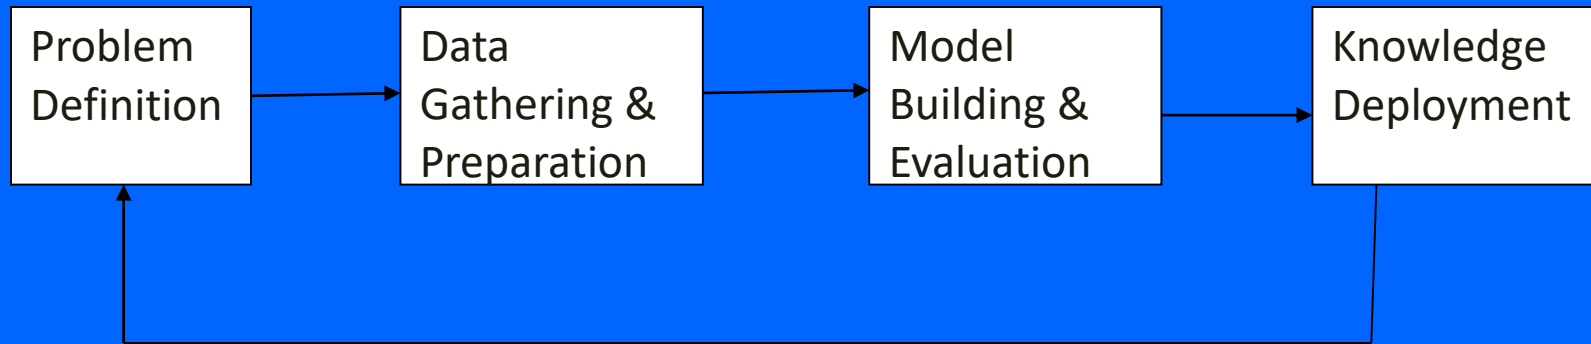 Problem
Definition
Data
Gathering &
Preparation
Model
Building &
Evaluation
Knowledge
Deployment